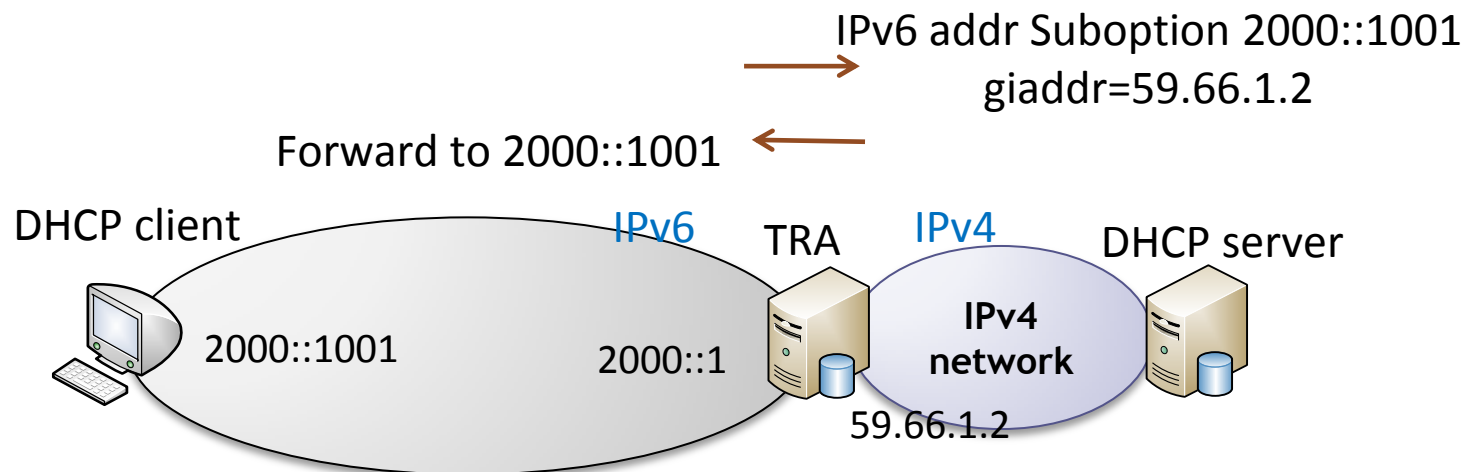 IPv6 addr Suboption 2000::1001
giaddr=59.66.1.2
Forward to 2000::1001
DHCP client
IPv6
TRA
IPv4
DHCP server
2000::1001
2000::1
IPv4
network
59.66.1.2